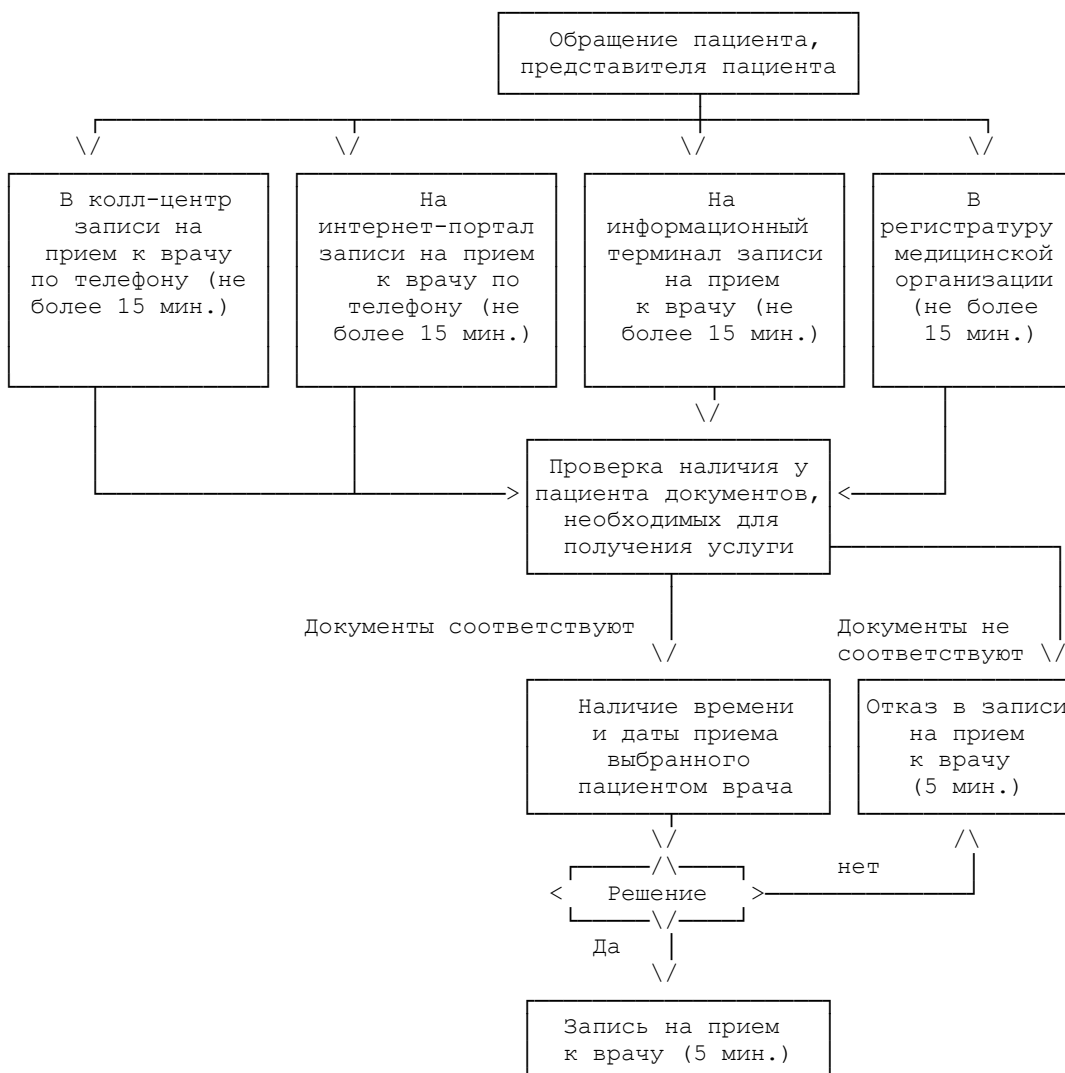 Обращение пациента,
представителя пациента
В колл-центр
записи на
прием к врачу
по телефону (не
более 15 мин.)
На
интернет-портал
записи на прием
к врачу по
телефону (не
более 15 мин.)
На
информационный
терминал записи
на прием
к врачу (не
более 15 мин.)
В
регистратуру
медицинской
организации
(не более
15 мин.)
Проверка наличия у
пациента документов,
необходимых для
получения услуги
Документы соответствуют
Документы не
соответствуют
Наличие времени
и даты приема
выбранного
пациентом врача
Отказ в записи
на прием
к врачу
(5 мин.)
нет
Решение
Да
Запись на прием
к врачу (5 мин.)